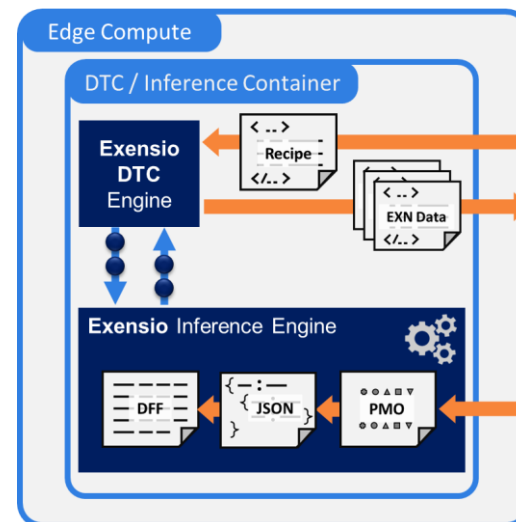 Edge Compute
DTC / Inference Container
Exensio
DTC
Engine
< ..>
Recipe
</..>
< ..>
EXN Data
</..>
Exensio Inference Engine
DFF
{ – : –
{ JSON }
}
PMO